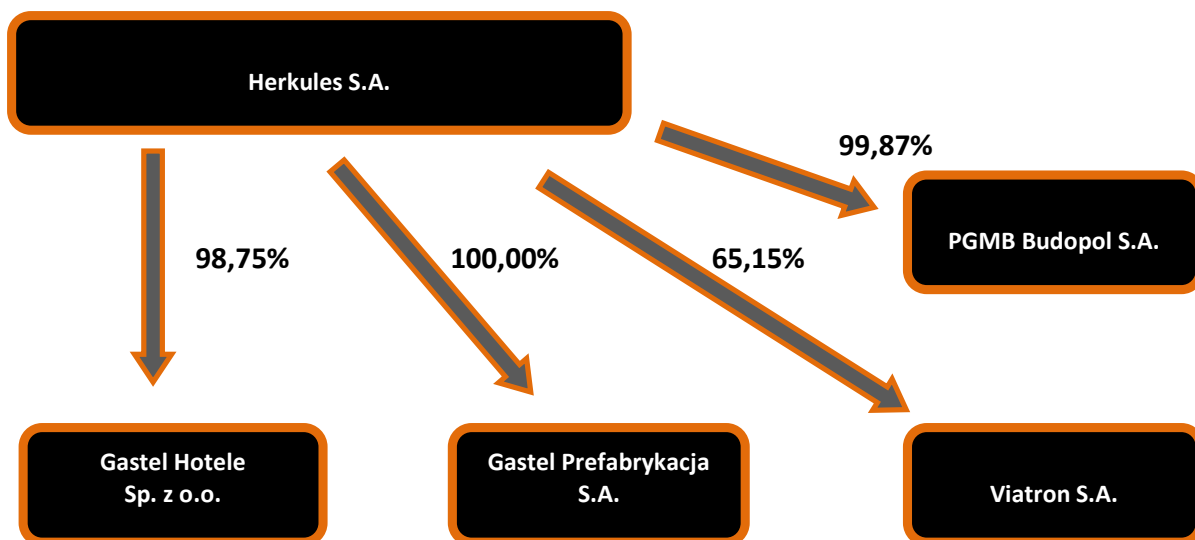 Herkules S.A.
99,87%
PGMB Budopol S.A.
98,75%
100,00%
65,15%
Gastel Hotele
Sp. z o.o.
Gastel Prefabrykacja
S.A.
Viatron S.A.